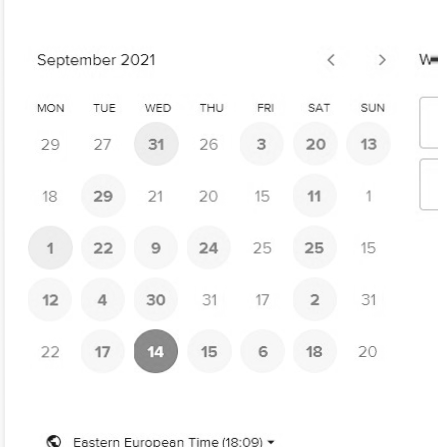 September 2021
MON TUE WED THU FRI SAT SUN
29 27 31 26 3 20 13
18 29 21 20 15 11 1
1 22 9 24 25 25 15
12 4 30 31 17 2 31
22 17 14 15 6 18 20
Eastern European Time (18:09)